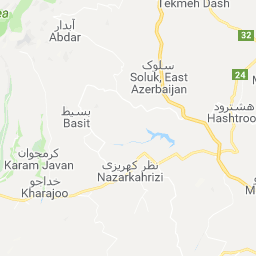 Tekmeh Dash
آبدار
Abdar
32
سلوک
Soluk, East
Azerbaijan
24
هشترود
Hashtroo
بسیط
Basit
کرمجوان
Karam Javan
خداجو
Kharajoo
نظر کهریزی
Nazarkahrizi